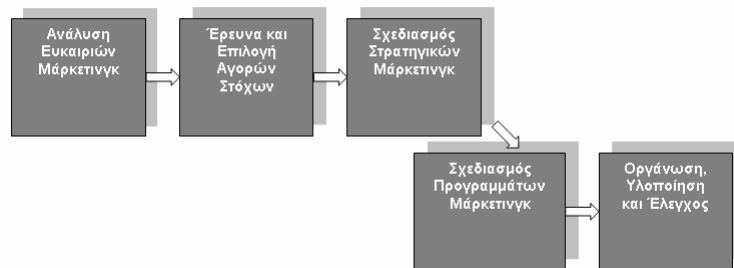 Ανάλυση
Ευκαιριών
Μάρκετινγκ
Έρευνα και
Επιλογή
Αγορών
Στόχων
Σχεδιασμός
Στρατηγικών
Μάρκετινγκ
Σχεδιασμός
Προγραμμάτων
Μάρκετινγκ
Οργάνωση,
Υλοποίηση
και Έλεγχος